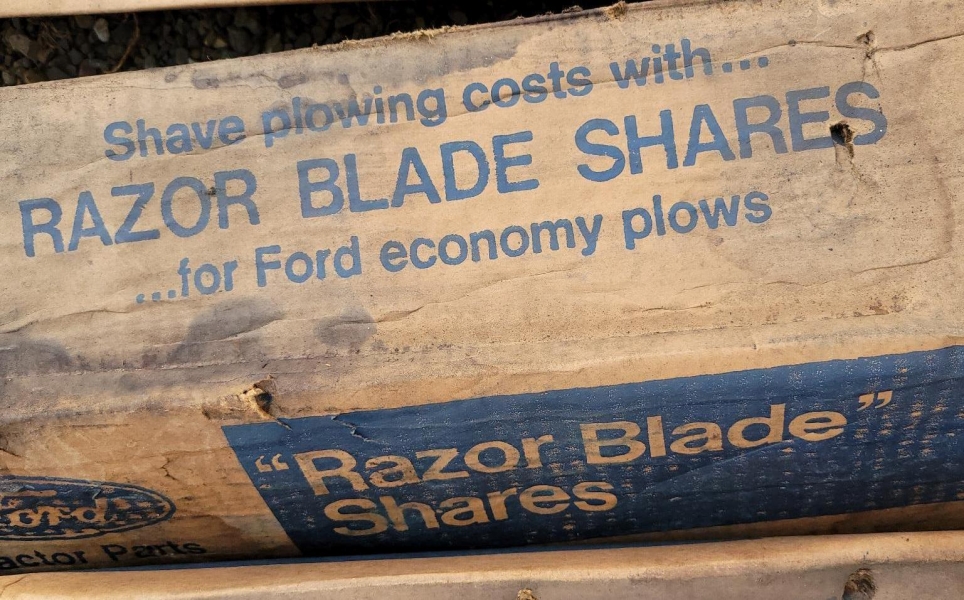 Shave plowing costs with...
RAZOR BLADE SHARES
...for Ford economy plows
“Razor Blade”
Shares
Ford
actor Parts